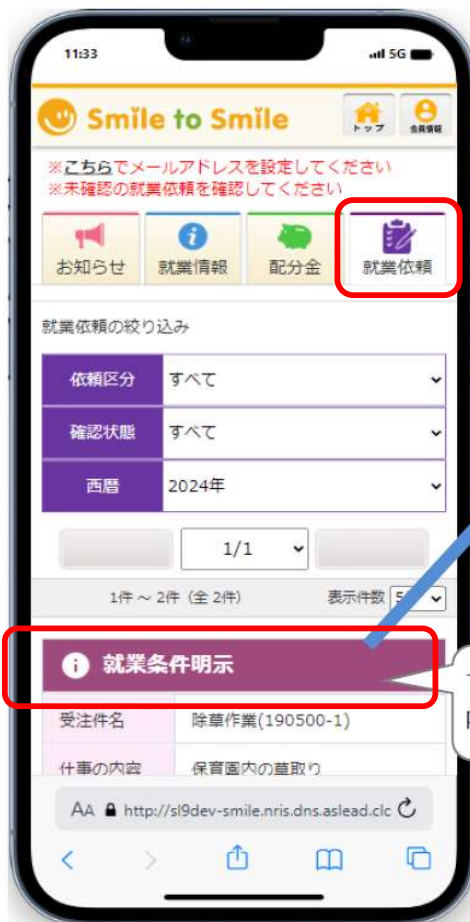 11:33
5G
Smile to Smile
トップ
会員情報
※こちらでメールアドレスを設定してください
※未確認の就業依頼を確認してください
お知らせ
就業情報
配分金
就業依頼
就業依頼の絞り込み
依頼区分 すべて
確認状態 すべて
西暦 2024年
1/1
1件 ～ 2件 (全 2件) 表示件数 5
就業条件明示
受注件名 除草作業(190500-1)
仕事の内容 保育園内の草取り
AA http://sl9dev-smile.nris.dns.aslead.clc